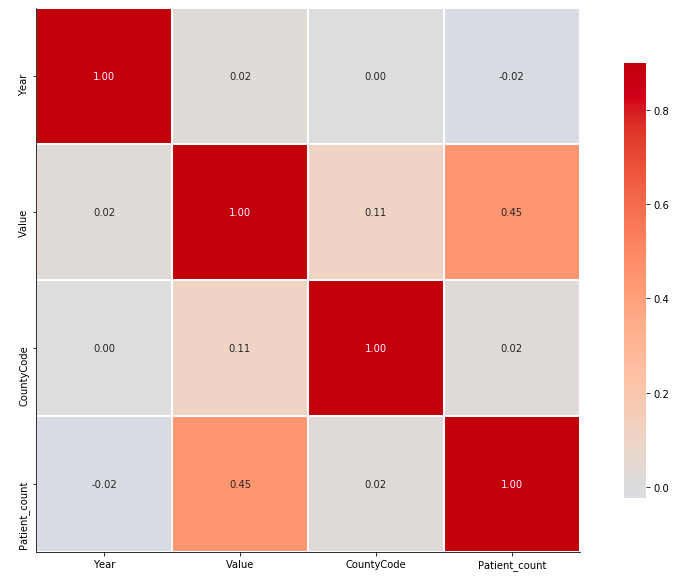 Year 1.00 0.02 0.00 -0.02
Value 0.02 1.00 0.11 0.45
CountyCode 0.00 0.11 1.00 0.02
Patient_count -0.02 0.45 0.02 1.00
Year Value CountyCode Patient_count
0.8
0.6
0.4
0.2
0.0